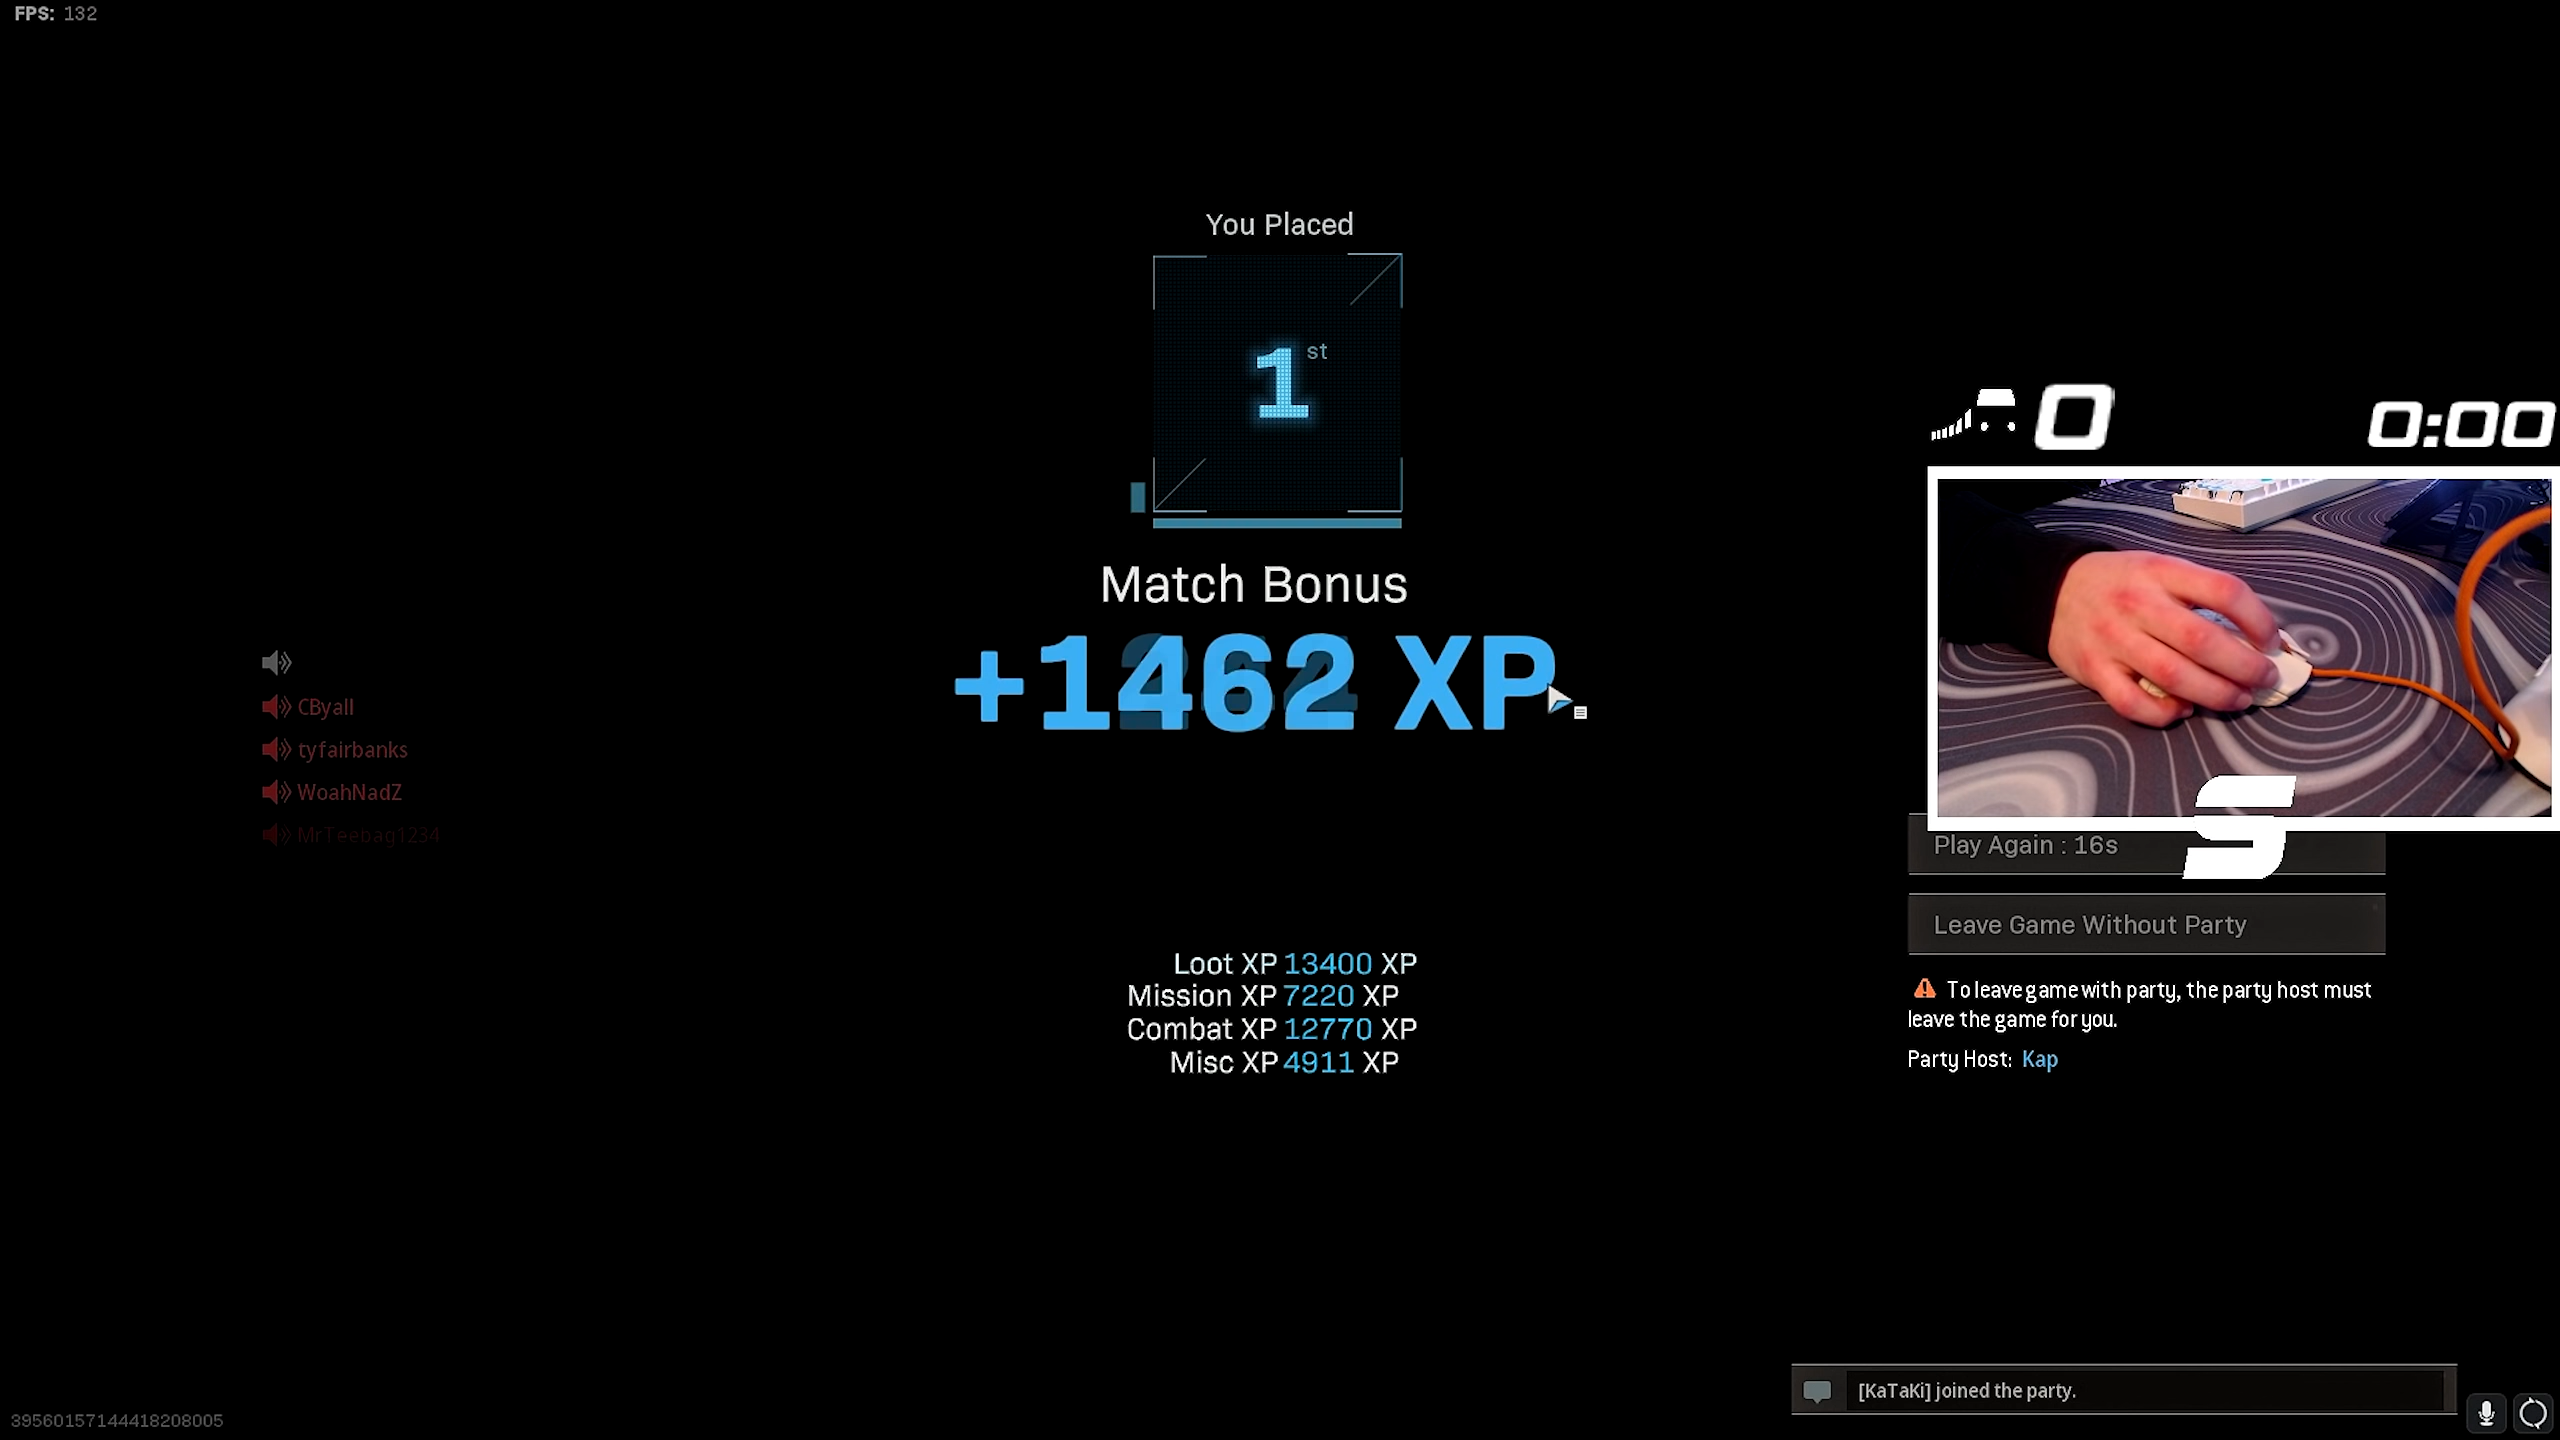 FPS: 132
You Placed
1st
Match Bonus
+1462 XP
CByall
tyfairbanks
WoahNadZ
MrTeebag1234
Loot XP 13400 XP
Mission XP 7220 XP
Combat XP 12770 XP
Misc XP 4911 XP
0
0:00
S
Play Again : 16s
Leave Game Without Party
To leave game with party, the party host must
leave the game for you.
Party Host: Kap
[KaTaKi] joined the party.
39560157144418208005